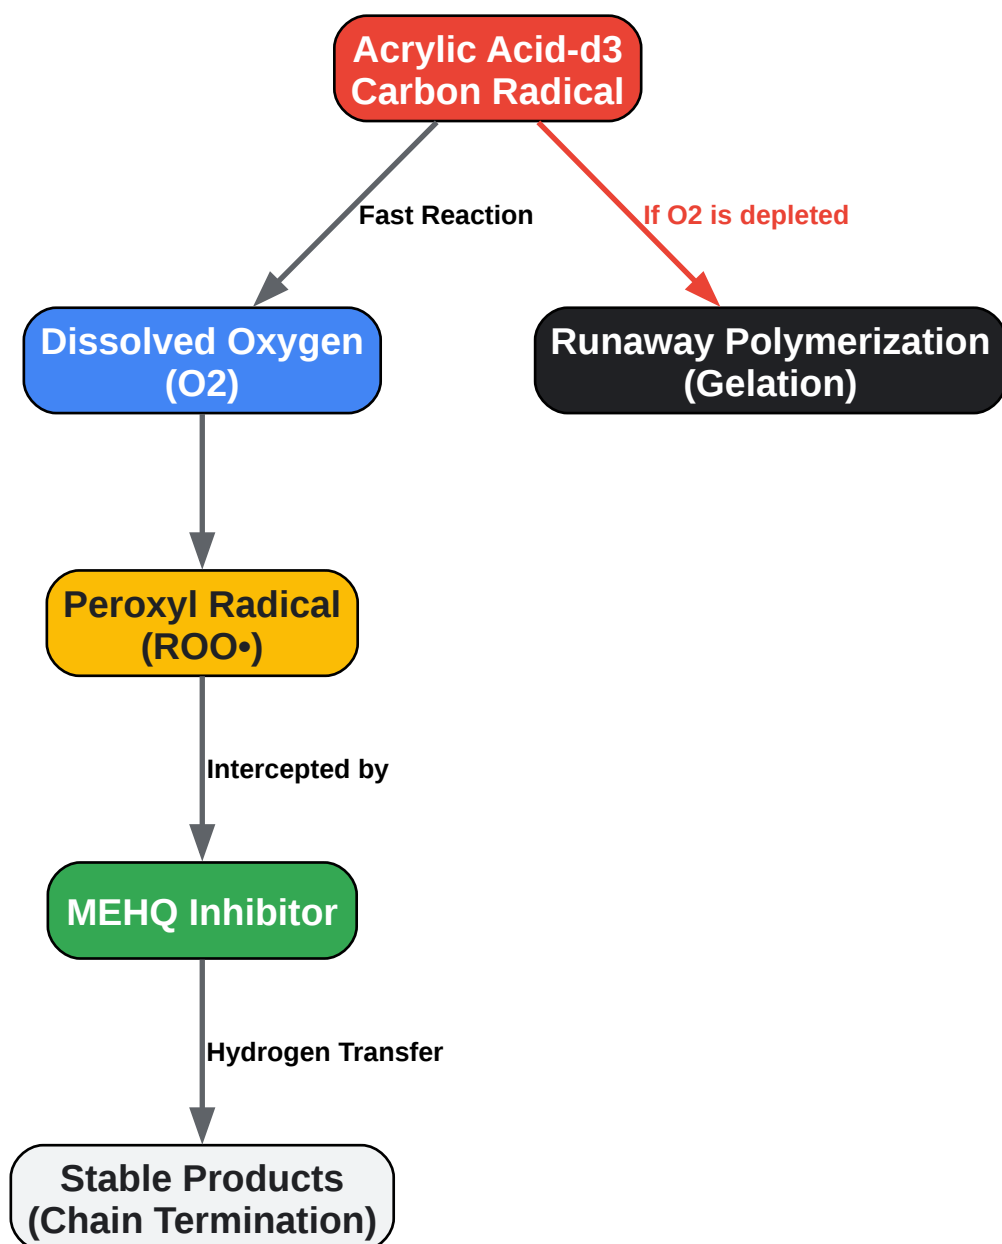 Acrylic Acid-d3
Carbon Radical
Fast Reaction
If O2 is depleted
Dissolved Oxygen
(O2)
Runaway Polymerization
(Gelation)
Peroxyl Radical
(ROO•)
Intercepted by
MEHQ Inhibitor
Hydrogen Transfer
Stable Products
(Chain Termination)